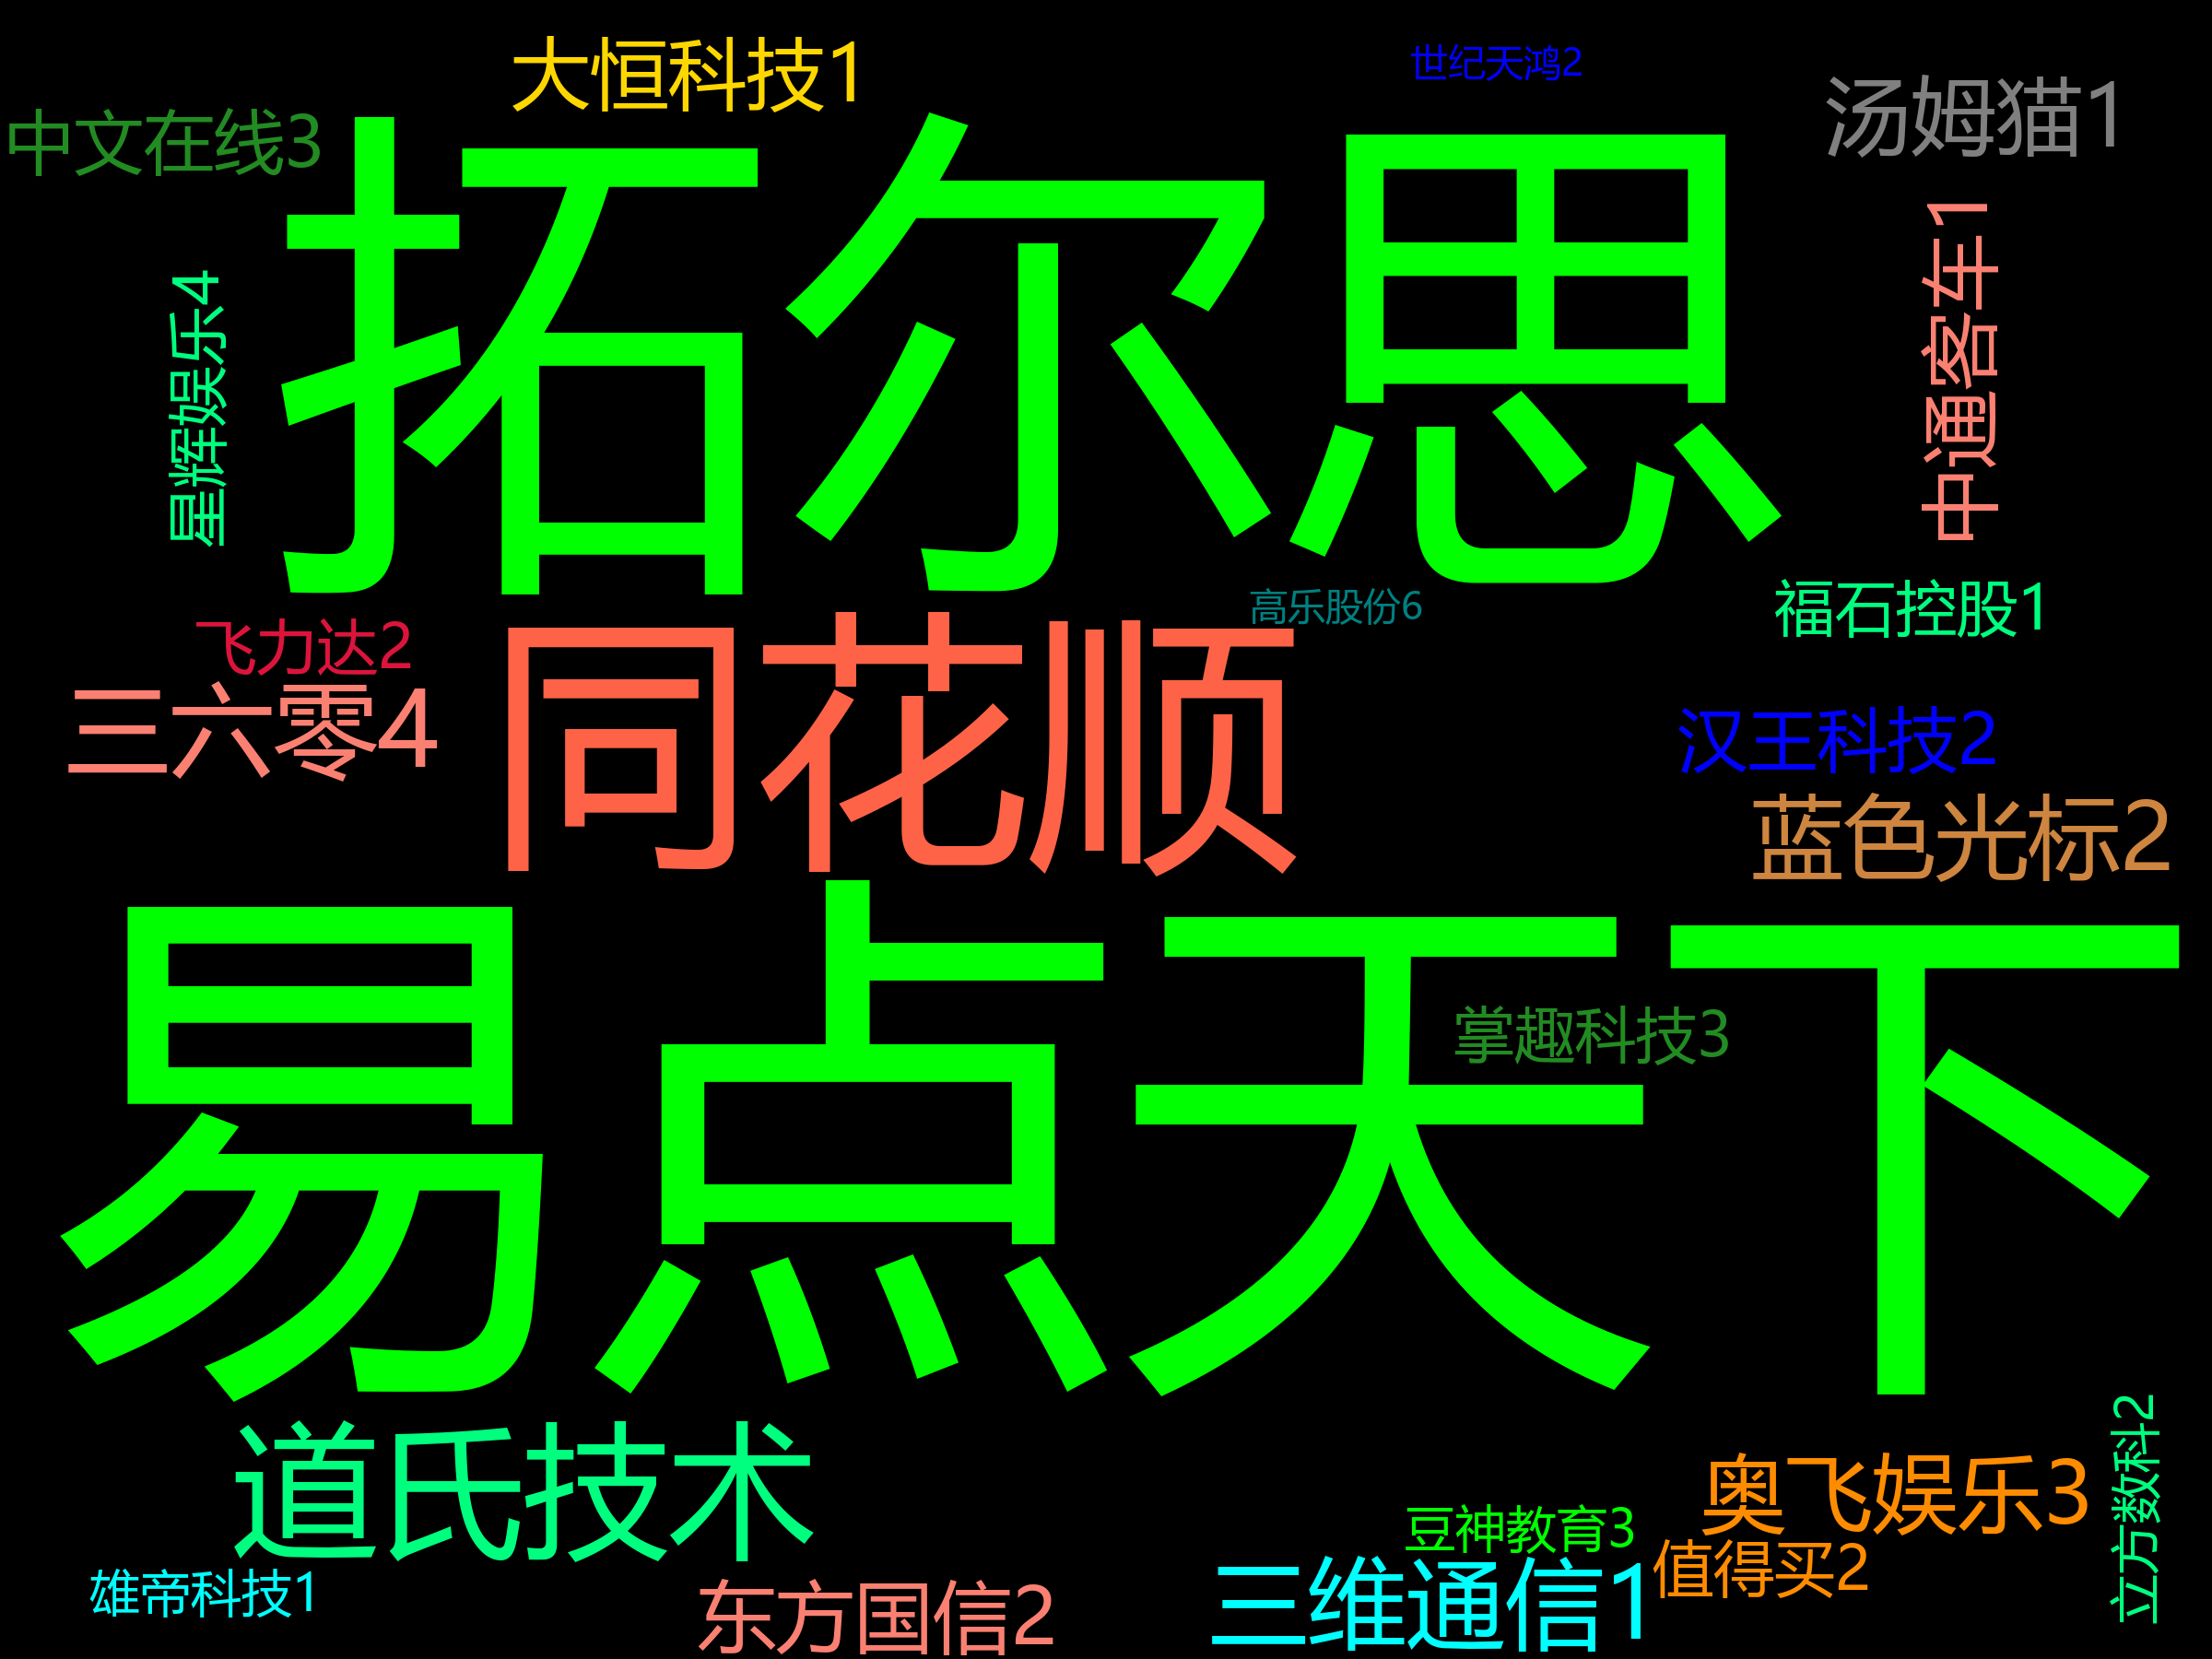 大恒科技1
世纪天鸿2
汤姆猫1
中文在线3
拓尔思
中通客车1
星辉娱乐4
高乐股份6
福石控股1
飞力达2
三六零4
同花顺
汉王科技2
蓝色光标2
易点天下
掌趣科技3
道氏技术
立方数科2
奥飞娱乐3
豆神教育3
值得买2
雄帝科技1
东方国信2
三维通信1